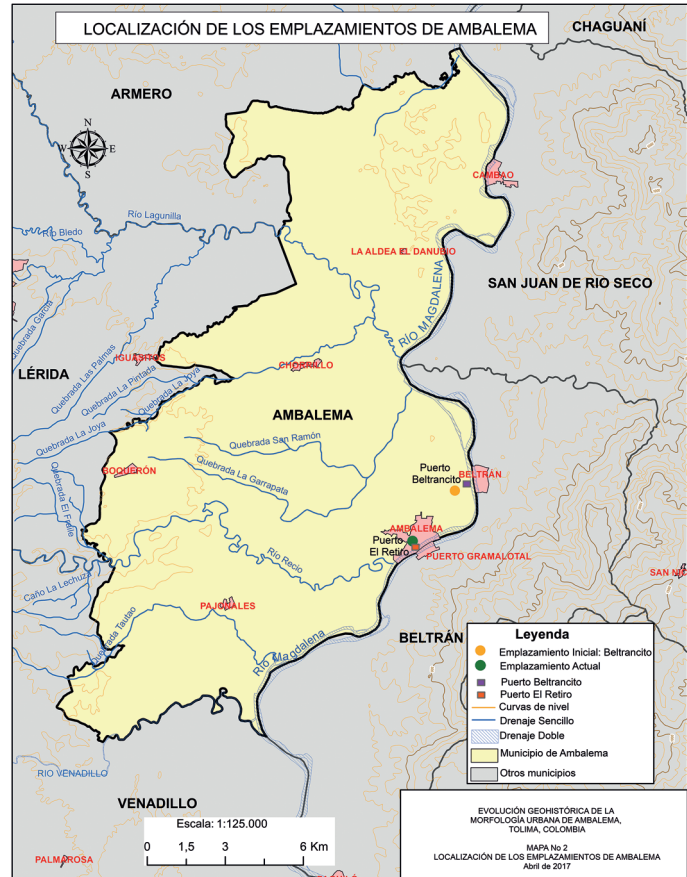 LOCALIZACIÓN DE LOS EMPLAZAMIENTOS DE AMBALEMA
CHAGUANÍ
ARMERO
N
W E
S
CAMBAO
Río Lagunilla
Río Bledo
LA ALDEA EL DANUBIO
RÍO MAGDALENA
SAN JUAN DE RIO SECO
Quebrada García
Quebrada Las Palmas
IGUASITOS
CHORRILLO
LÉRIDA
Quebrada La Pintada
Quebrada La Joya
AMBALEMA
Quebrada La Joya
Quebrada San Ramón
BOQUERÓN
Quebrada La Garrapata
Puerto
Beltrancito
BELTRÁN
Quebrada El Fraile
AMBALEMA
Puerto
El Retiro
PUERTO GRAMALOTAL
Río Recio
Caño La Lechuza
SAN NIC
PAJONALES
Quebrada Tautao
Río Magdalena
BELTRÁN
Leyenda
Emplazamiento Inicial: Beltrancito
Emplazamiento Actual
Puerto Beltrancito
Puerto El Retiro
Curvas de nivel
Drenaje Sencillo
Drenaje Doble
Municipio de Ambalema
Otros municipios
RIO VENADILLO
VENADILLO
Escala: 1:125.000
0 1,5 3 6 Km
PALMAROSA
EVOLUCIÓN GEOHISTÓRICA DE LA
MORFOLOGÍA URBANA DE AMBALEMA,
TOLIMA, COLOMBIA
MAPA No 2
LOCALIZACIÓN DE LOS EMPLAZAMIENTOS DE AMBALEMA
Abril de 2017